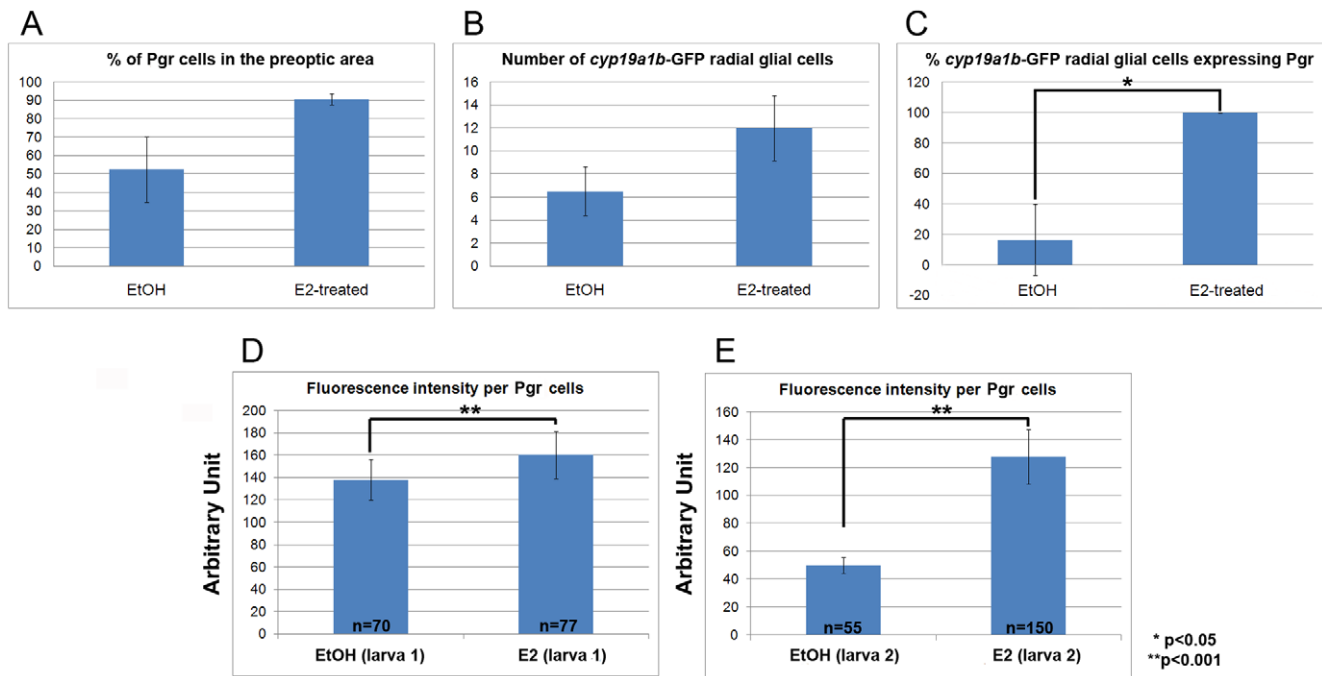 A
% of Pgr cells in the preoptic area
100
90
80
70
60
50
40
30
20
10
0
EtOH
E2-treated
B
Number of cyp19a1b-GFP radial glial cells
16
14
12
10
8
6
4
2
0
EtOH
E2-treated
C
% cyp19a1b-GFP radial glial cells expressing Pgr
120
100
80
60
40
20
0
-20
*
EtOH
E2-treated
D
Fluorescence intensity per Pgr cells
Arbitrary Unit
200
180
160
140
120
100
80
60
40
20
0
**
n=70
n=77
EtOH (larva 1)
E2 (larva 1)
E
Fluorescence intensity per Pgr cells
Arbitrary Unit
160
140
120
100
80
60
40
20
0
**
n=55
n=150
EtOH (larva 2)
E2 (larva 2)
* p<0.05
**p<0.001